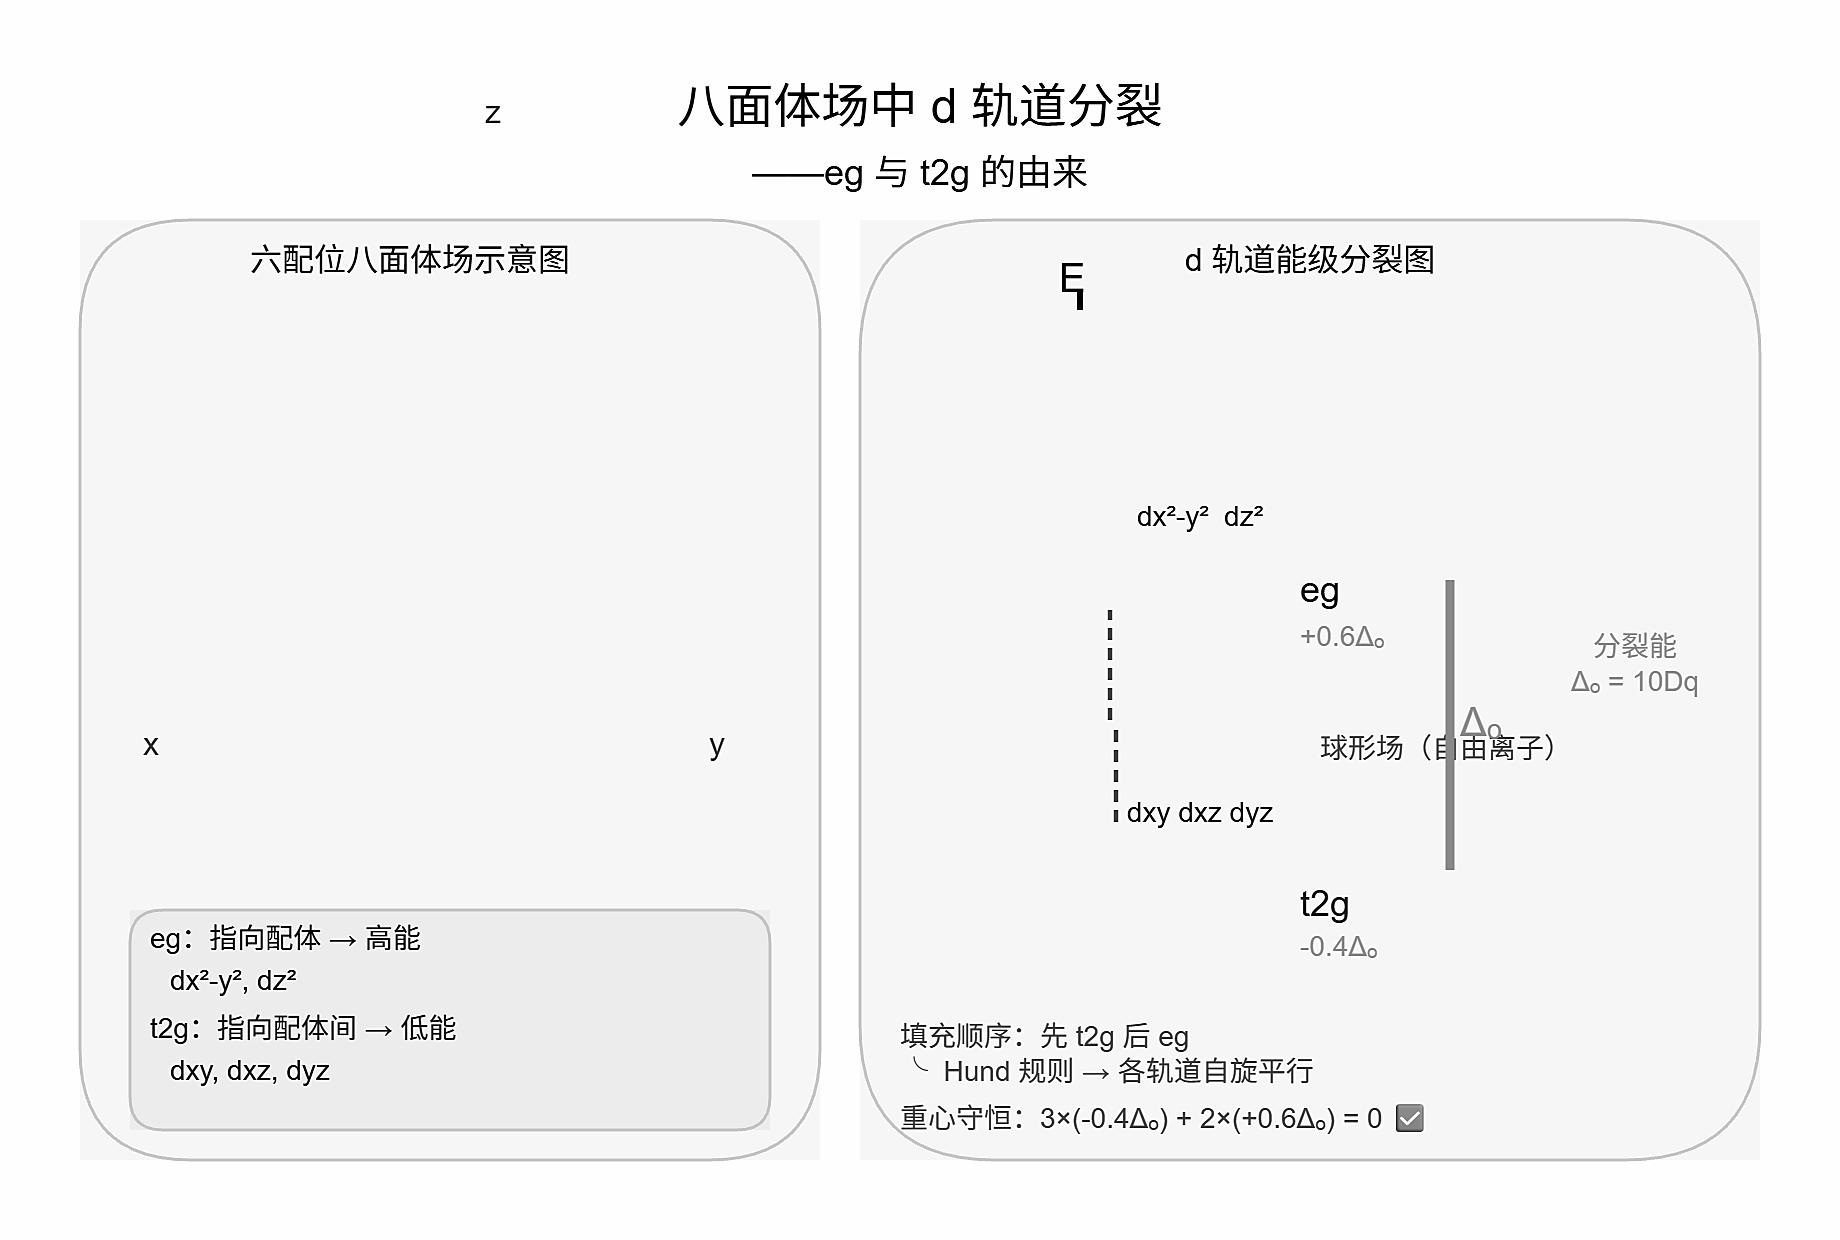 八面体场中 d 轨道分裂
——eg 与 t2g 的由来
z
六配位八面体场示意图
x
y
eg：指向配体 → 高能
dx²-y², dz²
t2g：指向配体间 → 低能
dxy, dxz, dyz
d 轨道能级分裂图
E
dx²-y² dz²
eg
+0.6Δₒ
分裂能
Δₒ = 10Dq
Δₒ
球形场（自由离子）
dxy dxz dyz
t2g
-0.4Δₒ
填充顺序：先 t2g 后 eg
╰ Hund 规则 → 各轨道自旋平行
重心守恒：3×(-0.4Δₒ) + 2×(+0.6Δₒ) = 0 ✅